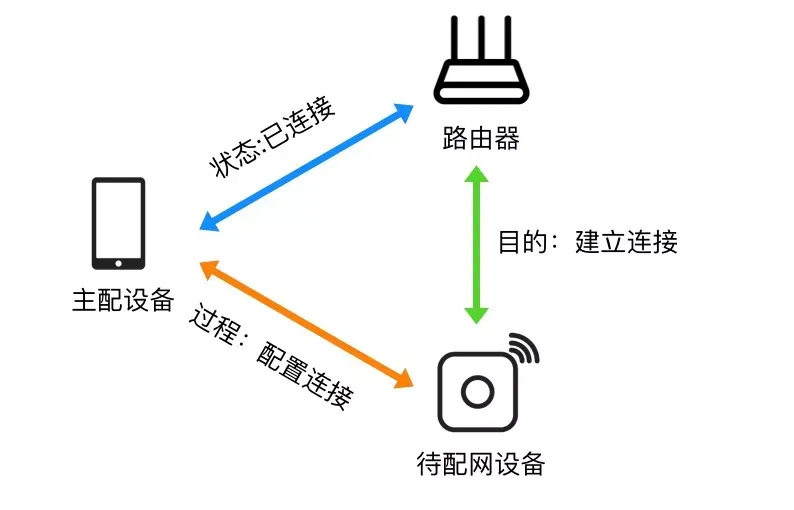 路由器
状态:已连接
目的：建立连接
主配设备
过程：配置连接
待配网设备